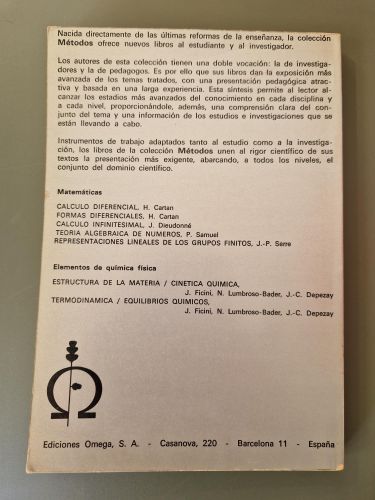 Nacida directamente de las últimas reformas de la enseñanza, la colección
Métodos ofrece nuevos libros al estudiante y al investigador.
Los autores de esta colección tienen una doble vocación: la de investiga-
dores y la de pedagogos. Es por ello que sus libros dan la exposición más
avanzada de los temas tratados, con una presentación pedagógica atrac-
tiva y basada en una larga experiencia. Esta síntesis permite al lector al-
canzar los estadios más avanzados del conocimiento en cada disciplina y
a cada nivel, proporcionándole, además, una comprensión clara del con-
junto del tema y una información de los estudios e investigaciones que se
están llevando a cabo.
Instrumentos de trabajo adaptados tanto al estudio como a la investiga-
ción, los libros de la colección Métodos unen al rigor científico de sus
textos la presentación más exigente, abarcando, a todos los niveles, el
conjunto del dominio científico.
Matemáticas
CALCULO DIFERENCIAL, H. Cartan
FORMAS DIFERENCIALES, H. Cartan
CALCULO INFINITESIMAL, J. Dieudonné
TEORIA ALGEBRAICA DE NUMEROS, P. Samuel
REPRESENTACIONES LINEALES DE LOS GRUPOS FINITOS, J.-P. Serre
Elementos de química física
ESTRUCTURA DE LA MATERIA / CINETICA QUIMICA,
J. Ficini, N. Lumbroso-Bader, J.-C. Depezay
TERMODINAMICA / EQUILIBRIOS QUIMICOS,
J. Ficini, N. Lumbroso-Bader, J.-C. Depezay
Ediciones Omega, S. A. - Casanova, 220 - Barcelona 11 - España